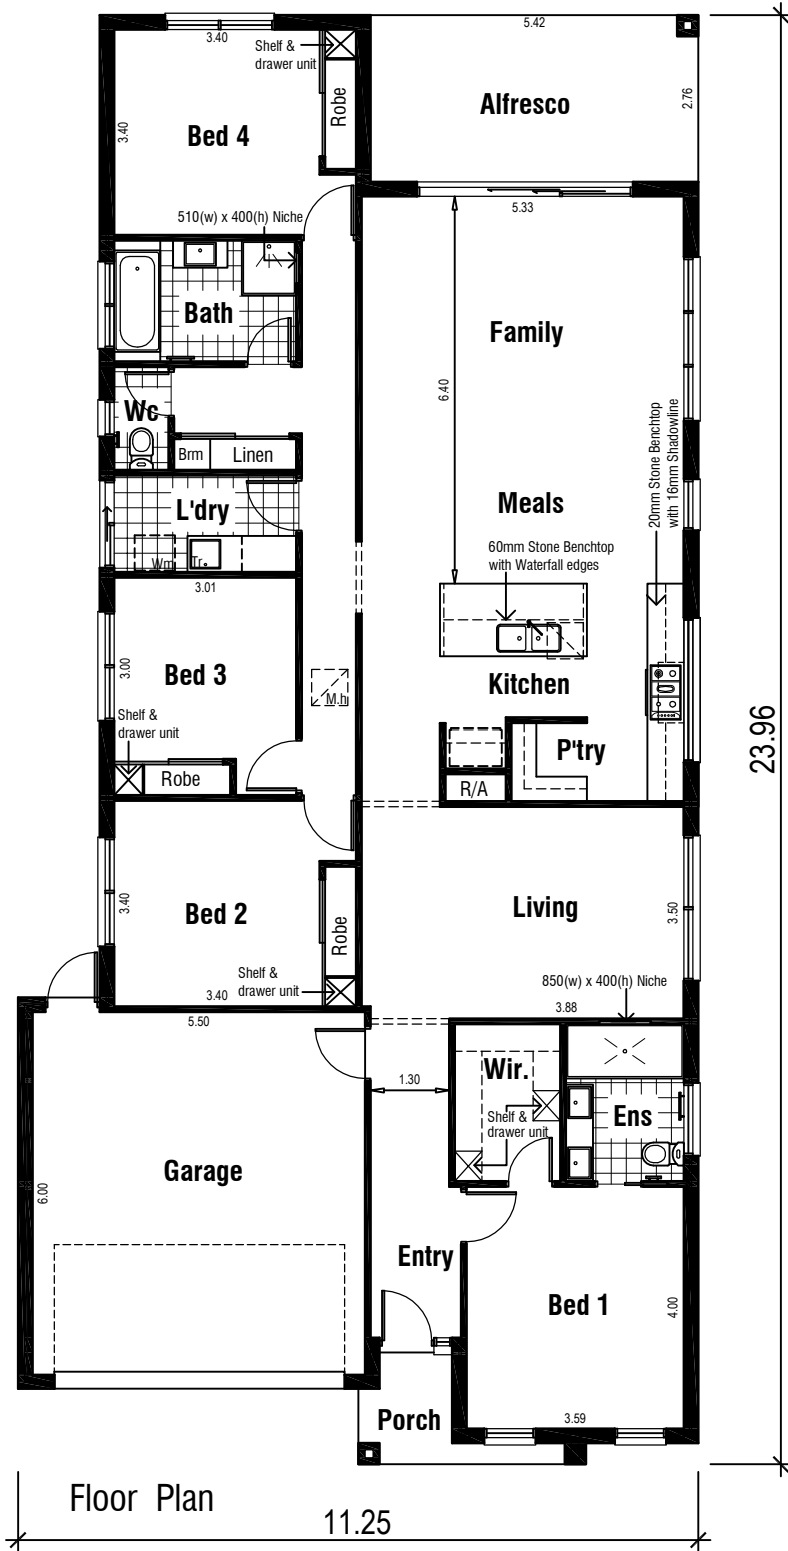 3.40
Shelf &
drawer unit
5.42
Robe
Alfresco
2.76
3.40
Bed 4
510(w) x 400(h) Niche
5.33
Bath
Family
6.40
Wc
Brm
Linen
20mm Stone Benchtop
with 16mm Shadowline
L'dry
Meals
Wm
Tr
60mm Stone Benchtop
with Waterfall edges
3.01
3.00
Bed 3
M.h
Kitchen
Shelf &
drawer unit
Robe
P'try
R/A
23.96
3.40
Bed 2
Robe
Living
3.50
Shelf &
drawer unit
3.40
850(w) x 400(h) Niche
3.88
5.50
Wir.
1.30
Shelf &
drawer unit
Ens
Garage
6.00
Entry
Bed 1
4.00
Porch
3.59
Floor Plan
11.25